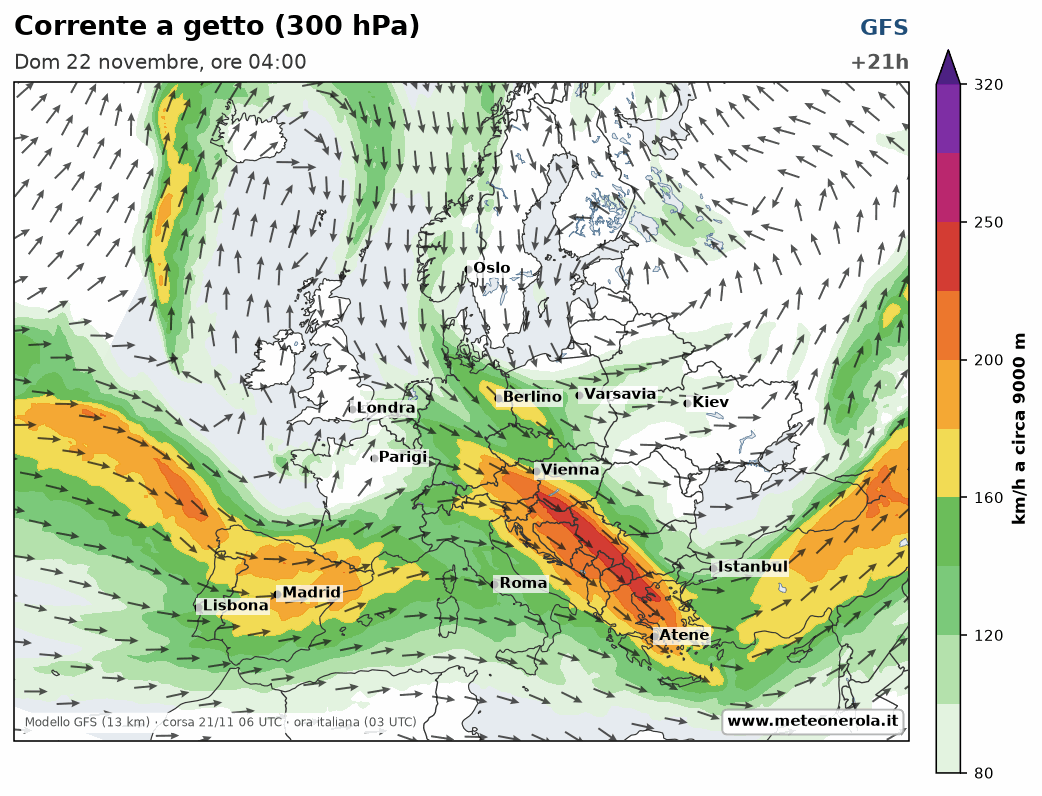 Corrente a getto (300 hPa)
GFS
Dom 22 novembre, ore 04:00
+21h
320
250
200
160
120
80
km/h a circa 9000 m
Oslo
Berlino
Varsavia
Kiev
Londra
Parigi
Vienna
Istanbul
Roma
Madrid
Lisbona
Atene
Modello GFS (13 km) · corsa 21/11 06 UTC · ora italiana (03 UTC)
www.meteonerola.it